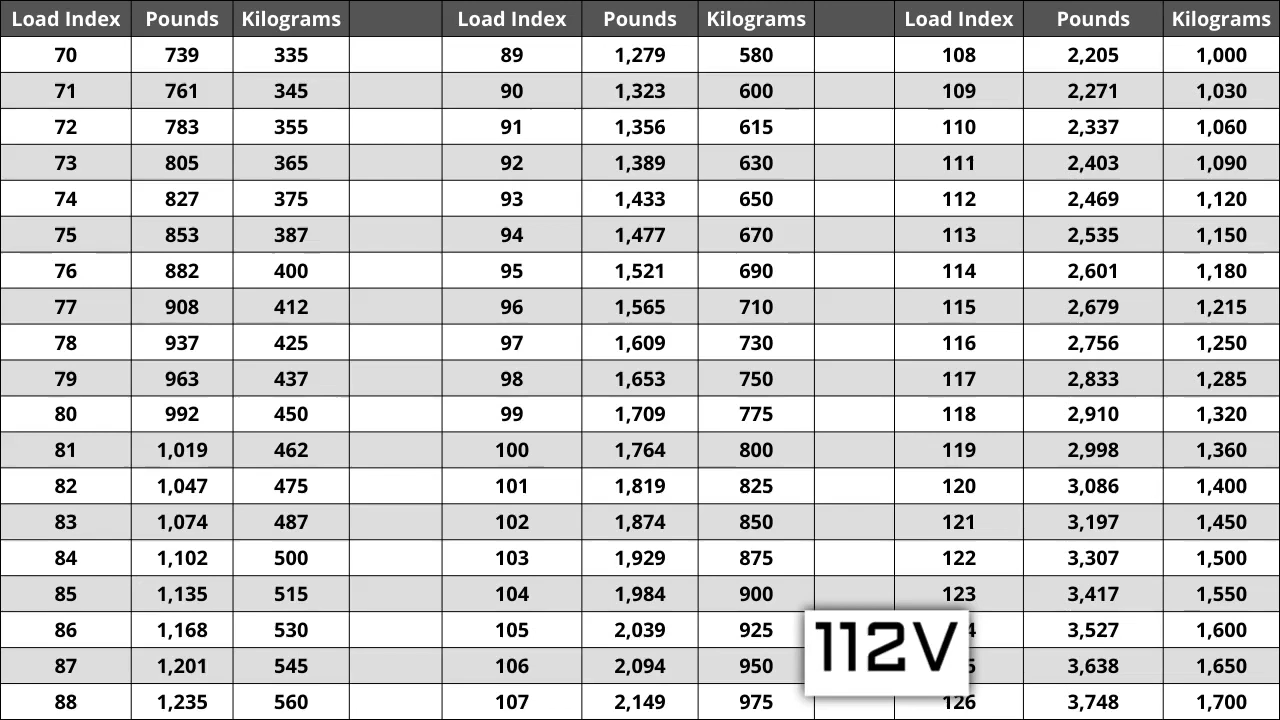 Load Index Pounds Kilograms Load Index Pounds Kilograms Load Index Pounds Kilograms
70 739 335 89 1,279 580 108 2,205 1,000
71 761 345 90 1,323 600 109 2,271 1,030
72 783 355 91 1,356 615 110 2,337 1,060
73 805 365 92 1,389 630 111 2,403 1,090
74 827 375 93 1,433 650 112 2,469 1,120
75 853 387 94 1,477 670 113 2,535 1,150
76 882 400 95 1,521 690 114 2,601 1,180
77 908 412 96 1,565 710 115 2,679 1,215
78 937 425 97 1,609 730 116 2,756 1,250
79 963 437 98 1,653 750 117 2,833 1,285
80 992 450 99 1,709 775 118 2,910 1,320
81 1,019 462 100 1,764 800 119 2,998 1,360
82 1,047 475 101 1,819 825 120 3,086 1,400
83 1,074 487 102 1,874 850 121 3,197 1,450
84 1,102 500 103 1,929 875 122 3,307 1,500
85 1,135 515 104 1,984 900 123 3,417 1,550
86 1,168 530 105 2,039 925 3,527 1,600
87 1,201 545 106 2,094 950 3,638 1,650
88 1,235 560 107 2,149 975 126 3,748 1,700
112V